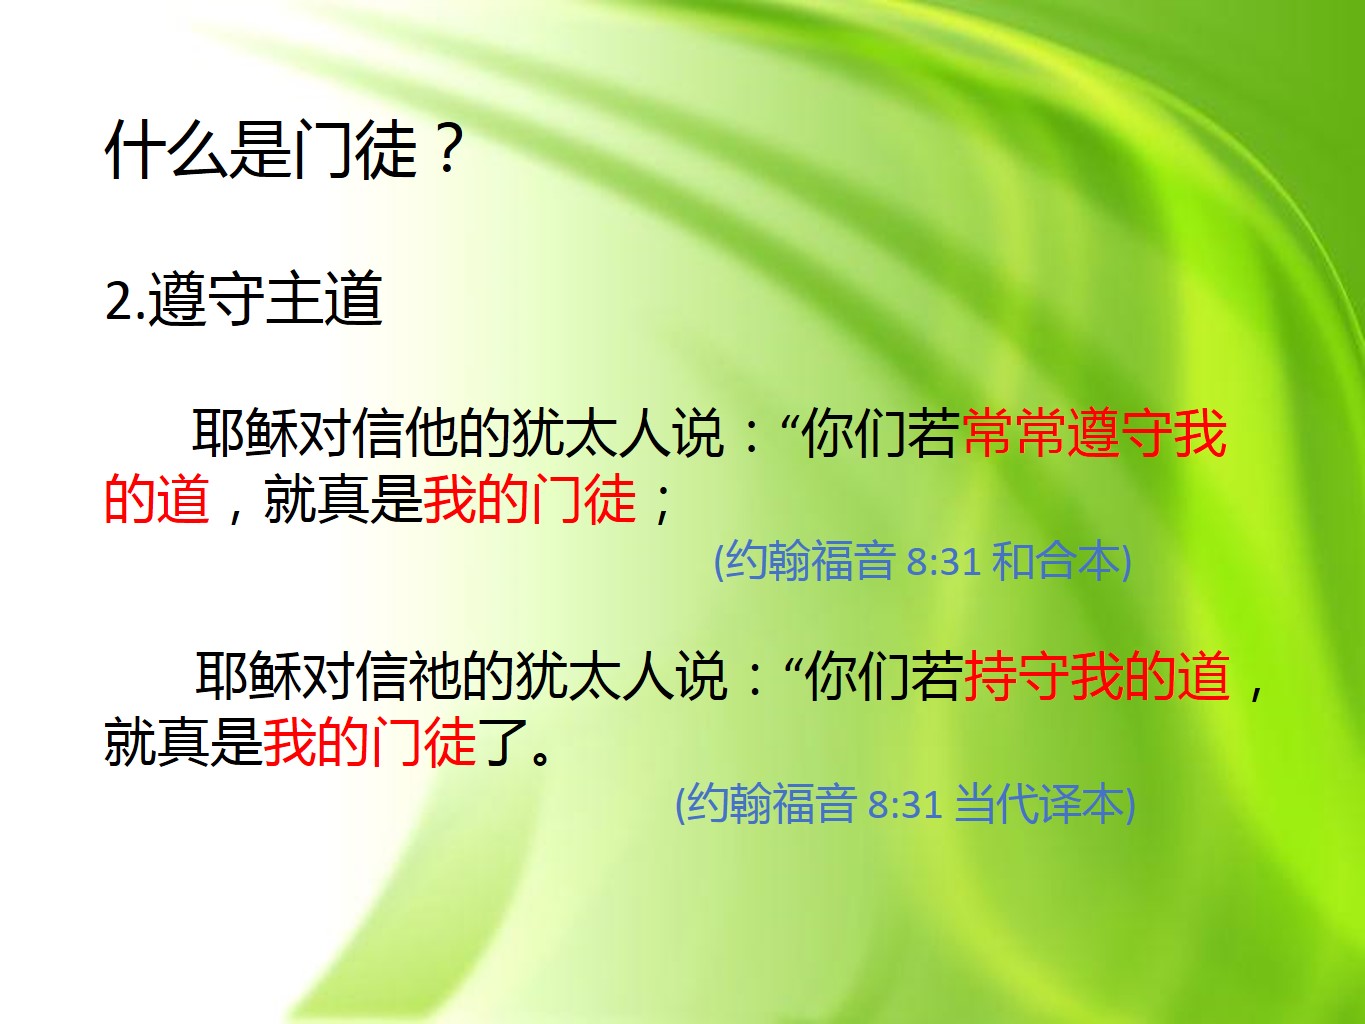 什么是门徒？
2.遵守主道
耶稣对信他的犹太人说：“你们若常常遵守我
的道，就真是我的门徒；
(约翰福音 8:31 和合本)
耶稣对信祂的犹太人说：“你们若持守我的道，
就真是我的门徒了。
(约翰福音 8:31 当代译本)